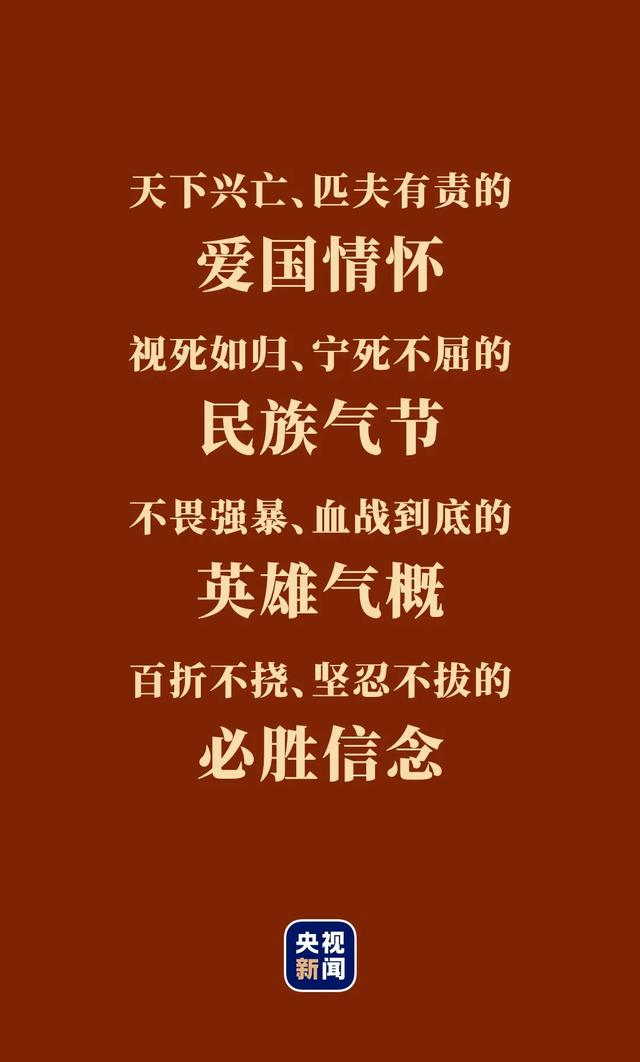 天下兴亡、匹夫有责的
爱国情怀
视死如归、宁死不屈的
民族气节
不畏强暴、血战到底的
英雄气概
百折不挠、坚忍不拔的
必胜信念
央视
新闻